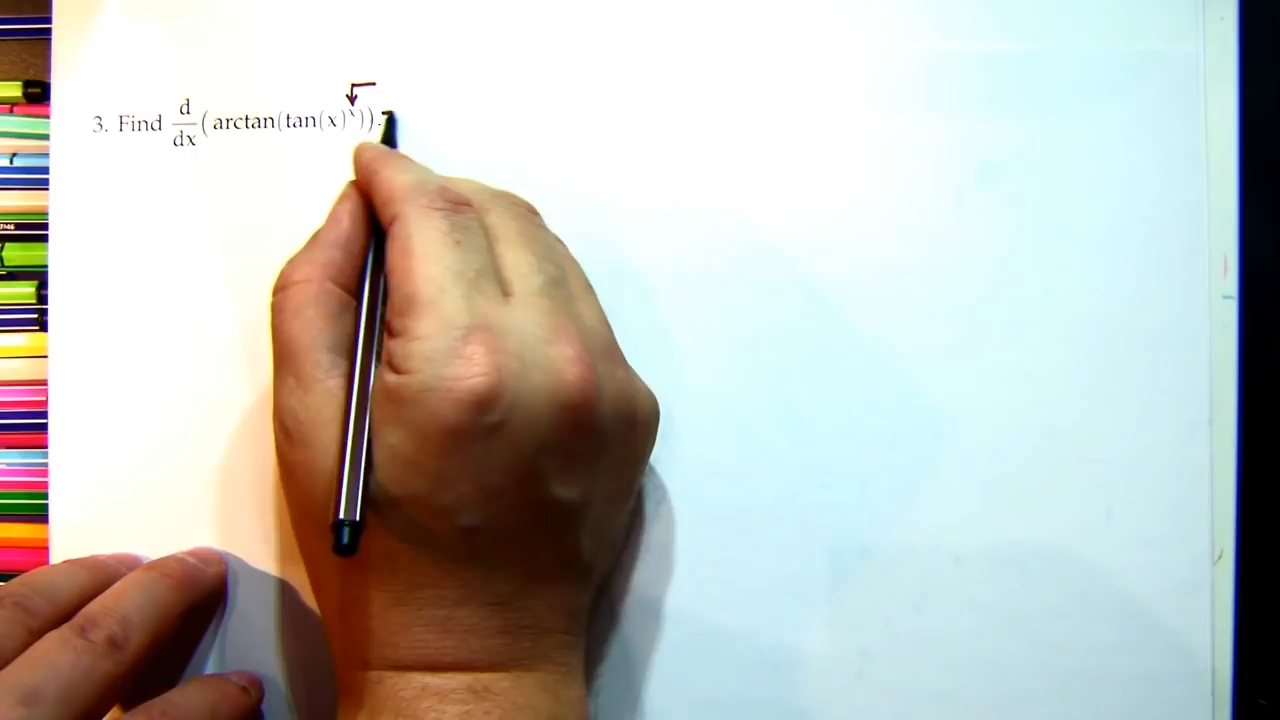 3. Find d/dx (arctan(tan(x)^x)).